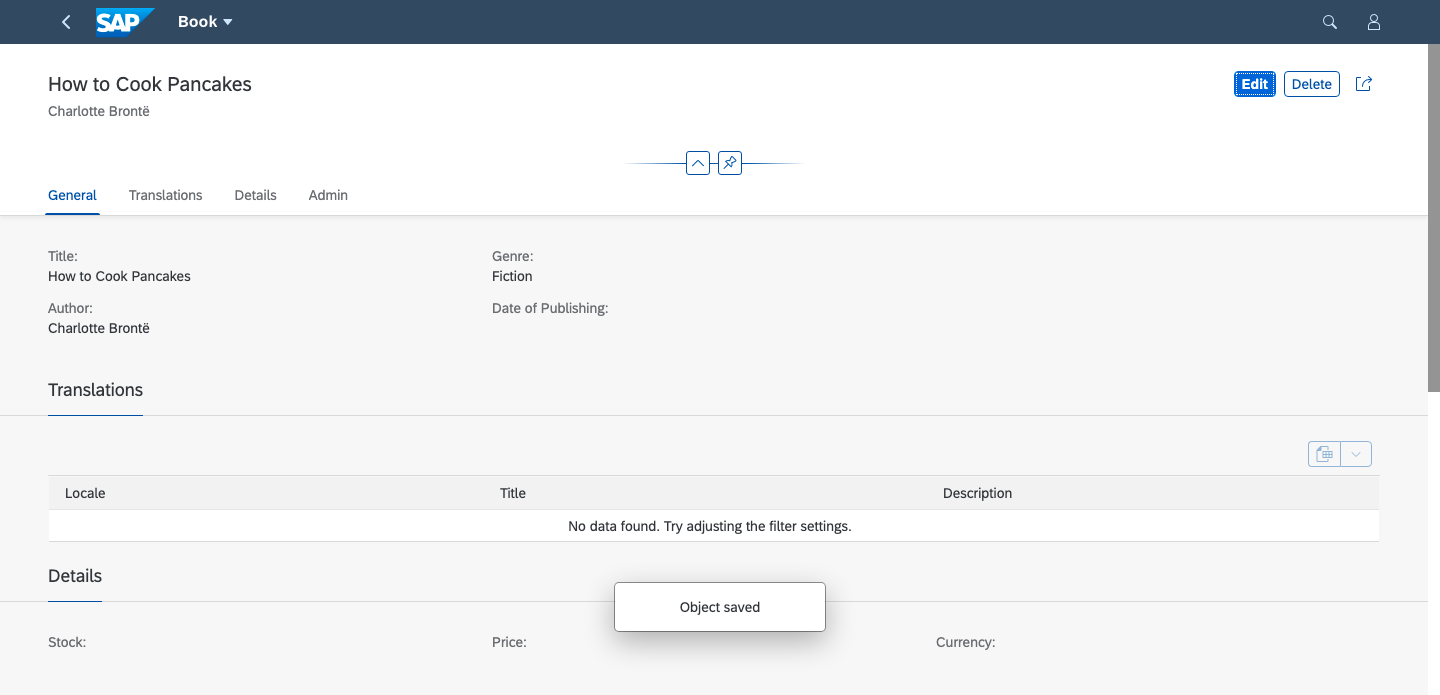 SAP Book
How to Cook Pancakes
Edit Delete
Charlotte Brontë
General Translations Details Admin
Title: Genre:
How to Cook Pancakes Fiction
Author: Date of Publishing:
Charlotte Brontë
Translations
Locale Title Description
No data found. Try adjusting the filter settings.
Details
Object saved
Stock: Price: Currency: